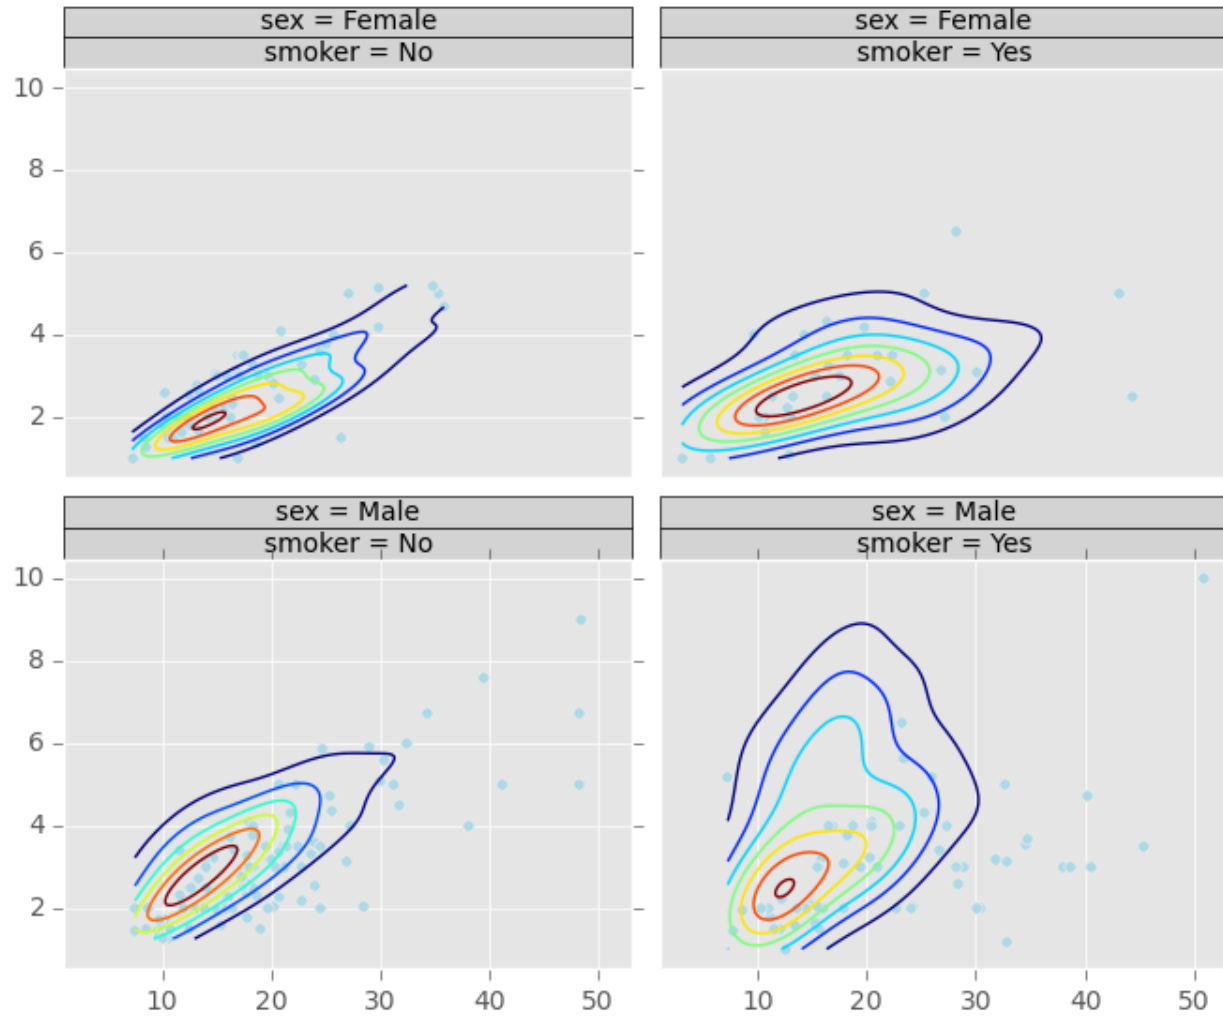 sex = Female
smoker = No
sex = Female
smoker = Yes
10
8
6
4
2
sex = Male
smoker = No
sex = Male
smoker = Yes
10
8
6
4
2
10 20 30 40 50
10 20 30 40 50